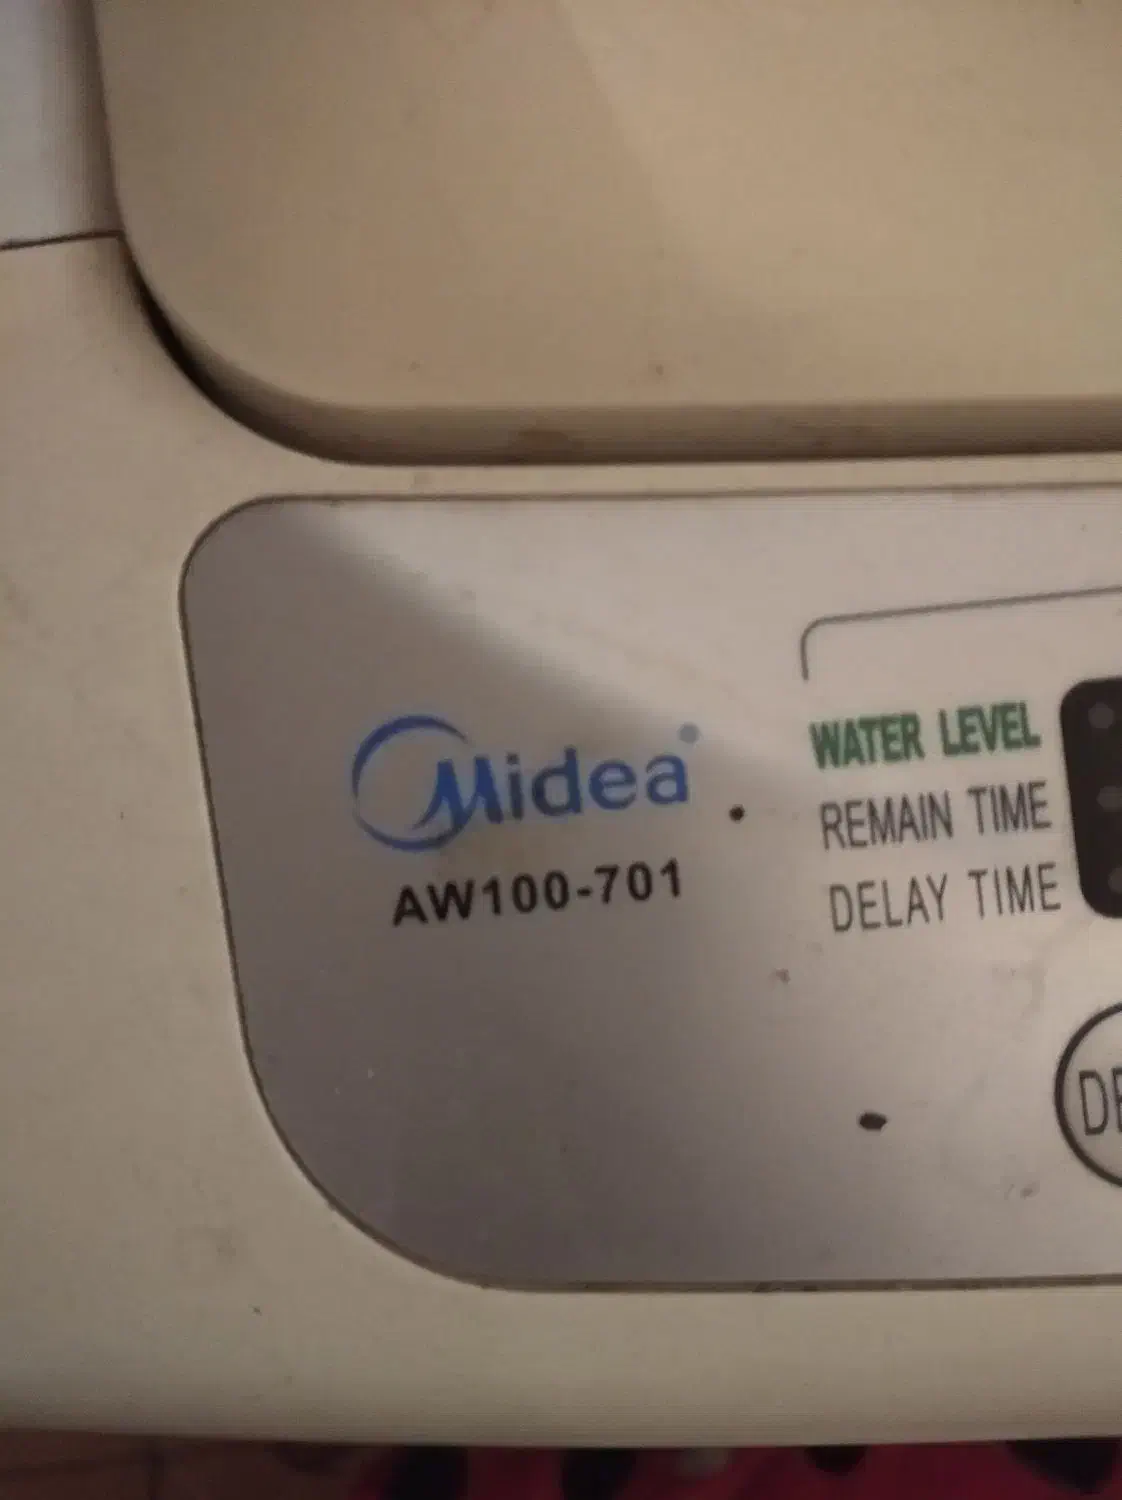 Midea
AW100-701
WATER LEVEL
REMAIN TIME
DELAY TIME